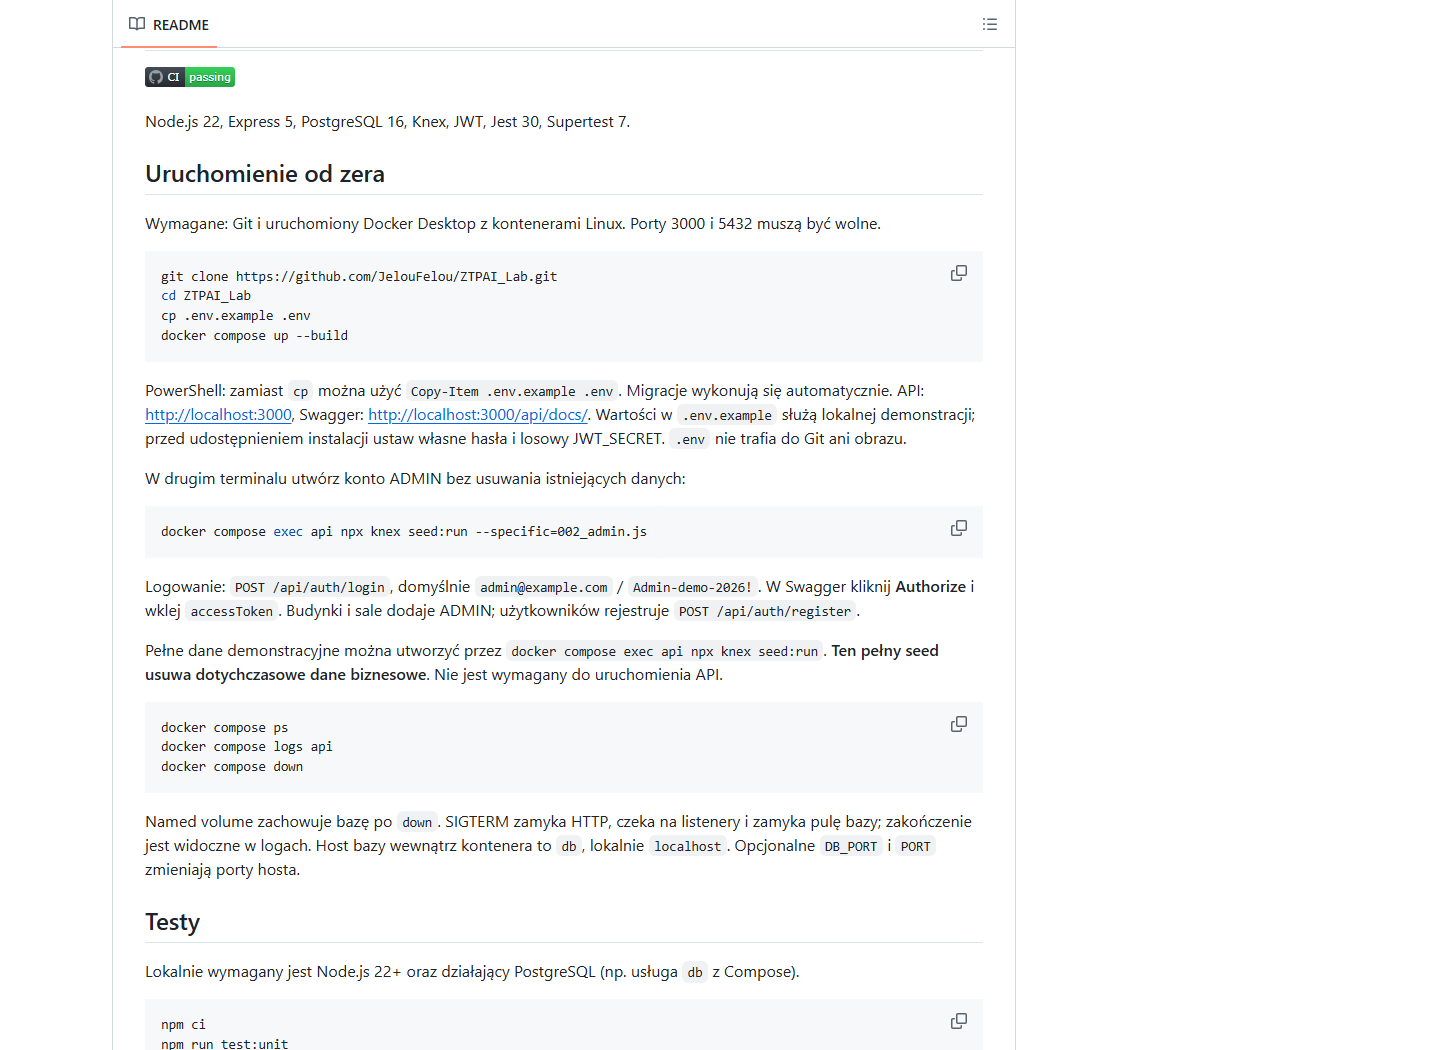 README
CI passing
Node.js 22, Express 5, PostgreSQL 16, Knex, JWT, Jest 30, Supertest 7.
Uruchomienie od zera
Wymagane: Git i uruchomiony Docker Desktop z kontenerami Linux. Porty 3000 i 5432 muszą być wolne.
git clone https://github.com/JelouFelou/ZTPAI_Lab.git
cd ZTPAI_Lab
cp .env.example .env
docker compose up --build
PowerShell: zamiast cp można użyć Copy-Item .env.example .env. Migracje wykonują się automatycznie. API:
http://localhost:3000, Swagger: http://localhost:3000/api/docs/. Wartości w .env.example służą lokalnej demonstracji;
przed udostępnieniem instalacji ustaw własne hasła i losowy JWT_SECRET. .env nie trafia do Git ani obrazu.
W drugim terminalu utwórz konto ADMIN bez usuwania istniejących danych:
docker compose exec api npx knex seed:run --specific=002_admin.js
Logowanie: POST /api/auth/login, domyślnie admin@example.com / Admin-demo-2026!. W Swagger kliknij Authorize i
wklej accessToken. Budynki i sale dodaje ADMIN; użytkowników rejestruje POST /api/auth/register.
Pełne dane demonstracyjne można utworzyć przez docker compose exec api npx knex seed:run. Ten pełny seed
usuwa dotychczasowe dane biznesowe. Nie jest wymagany do uruchomienia API.
docker compose ps
docker compose logs api
docker compose down
Named volume zachowuje bazę po down. SIGTERM zamyka HTTP, czeka na listenery i zamyka pulę bazy; zakończenie
jest widoczne w logach. Host bazy wewnątrz kontenera to db, lokalnie localhost. Opcjonalne DB_PORT i PORT
zmieniają porty hosta.
Testy
Lokalnie wymagany jest Node.js 22+ oraz działający PostgreSQL (np. usługa db z Compose).
npm ci
npm run test:unit